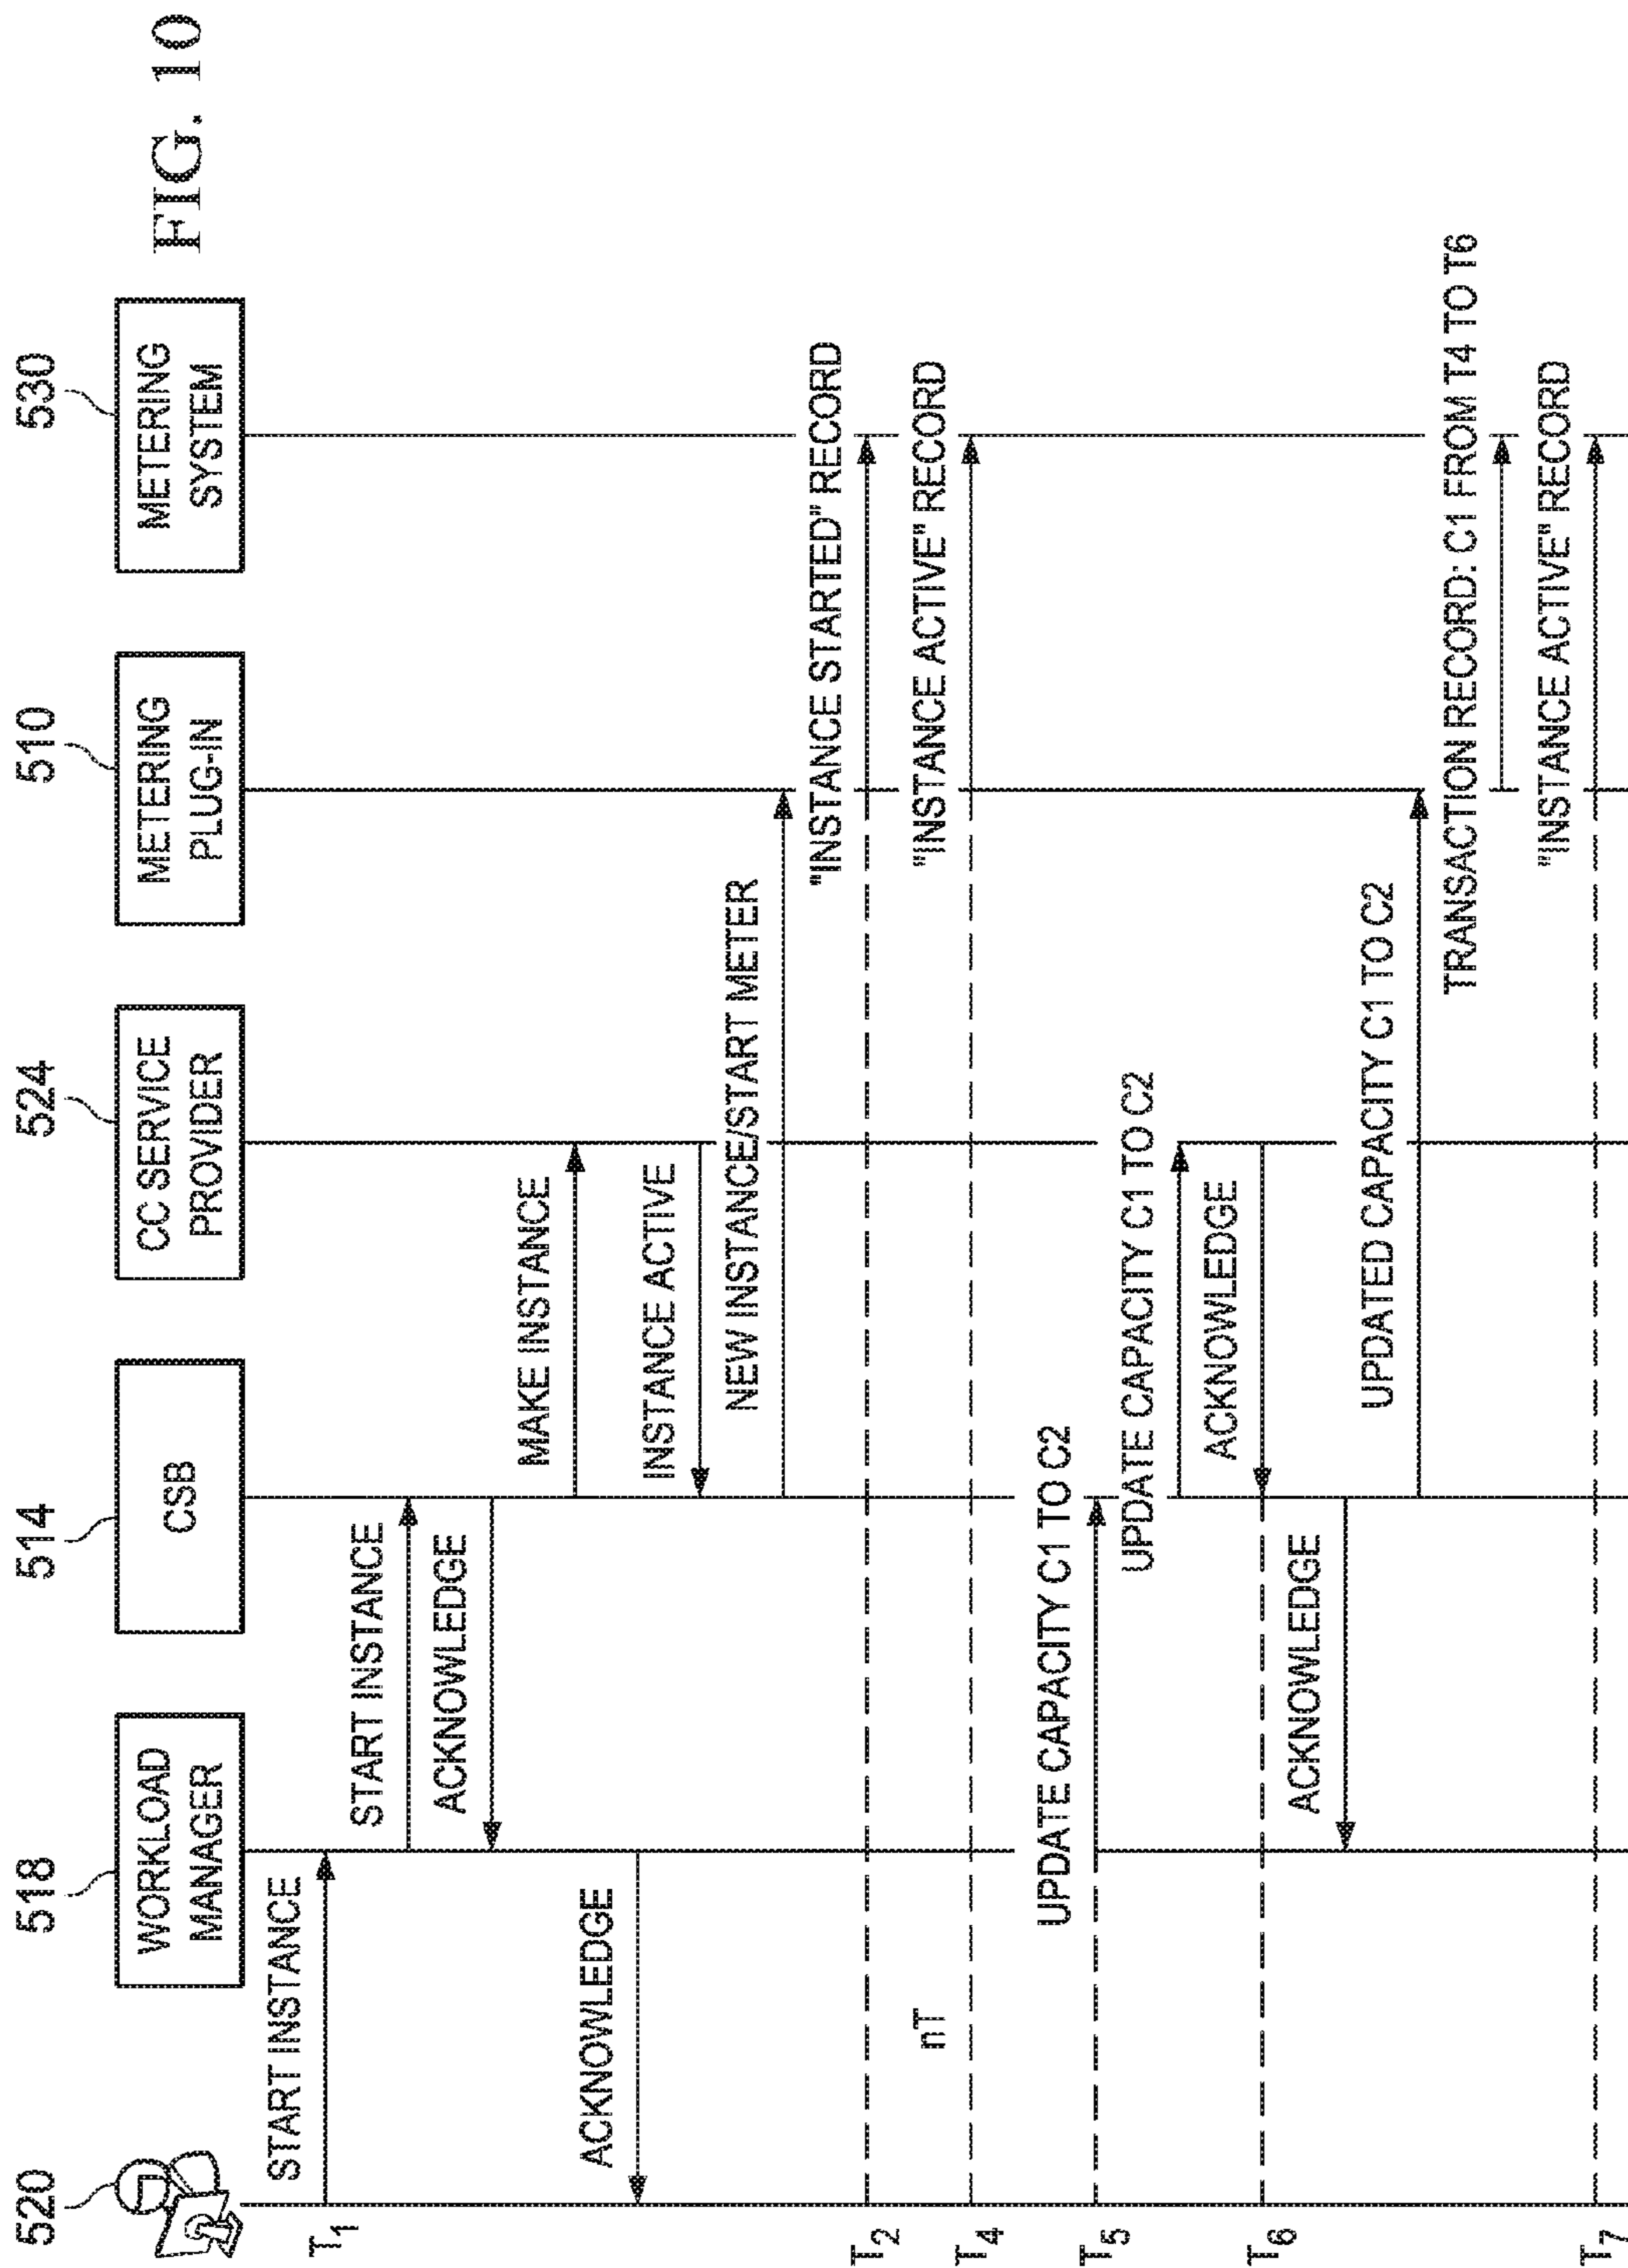 FIG. 10
520
518
514
524
510
530
WORKLOAD
MANAGER
CSB
CC SERVICE
PROVIDER
METERING
PLUG-IN
METERING
SYSTEM
T1
START INSTANCE
START INSTANCE
ACKNOWLEDGE
MAKE INSTANCE
ACKNOWLEDGE
INSTANCE ACTIVE
NEW INSTANCE/START METER
"INSTANCE STARTED" RECORD
T2
nT
"INSTANCE ACTIVE" RECORD
T4
UPDATE CAPACITY C1 TO C2
T5
UPDATE CAPACITY C1 TO C2
ACKNOWLEDGE
T6
ACKNOWLEDGE
UPDATED CAPACITY C1 TO C2
TRANSACTION RECORD: C1 FROM T4 TO T6
"INSTANCE ACTIVE" RECORD
T7